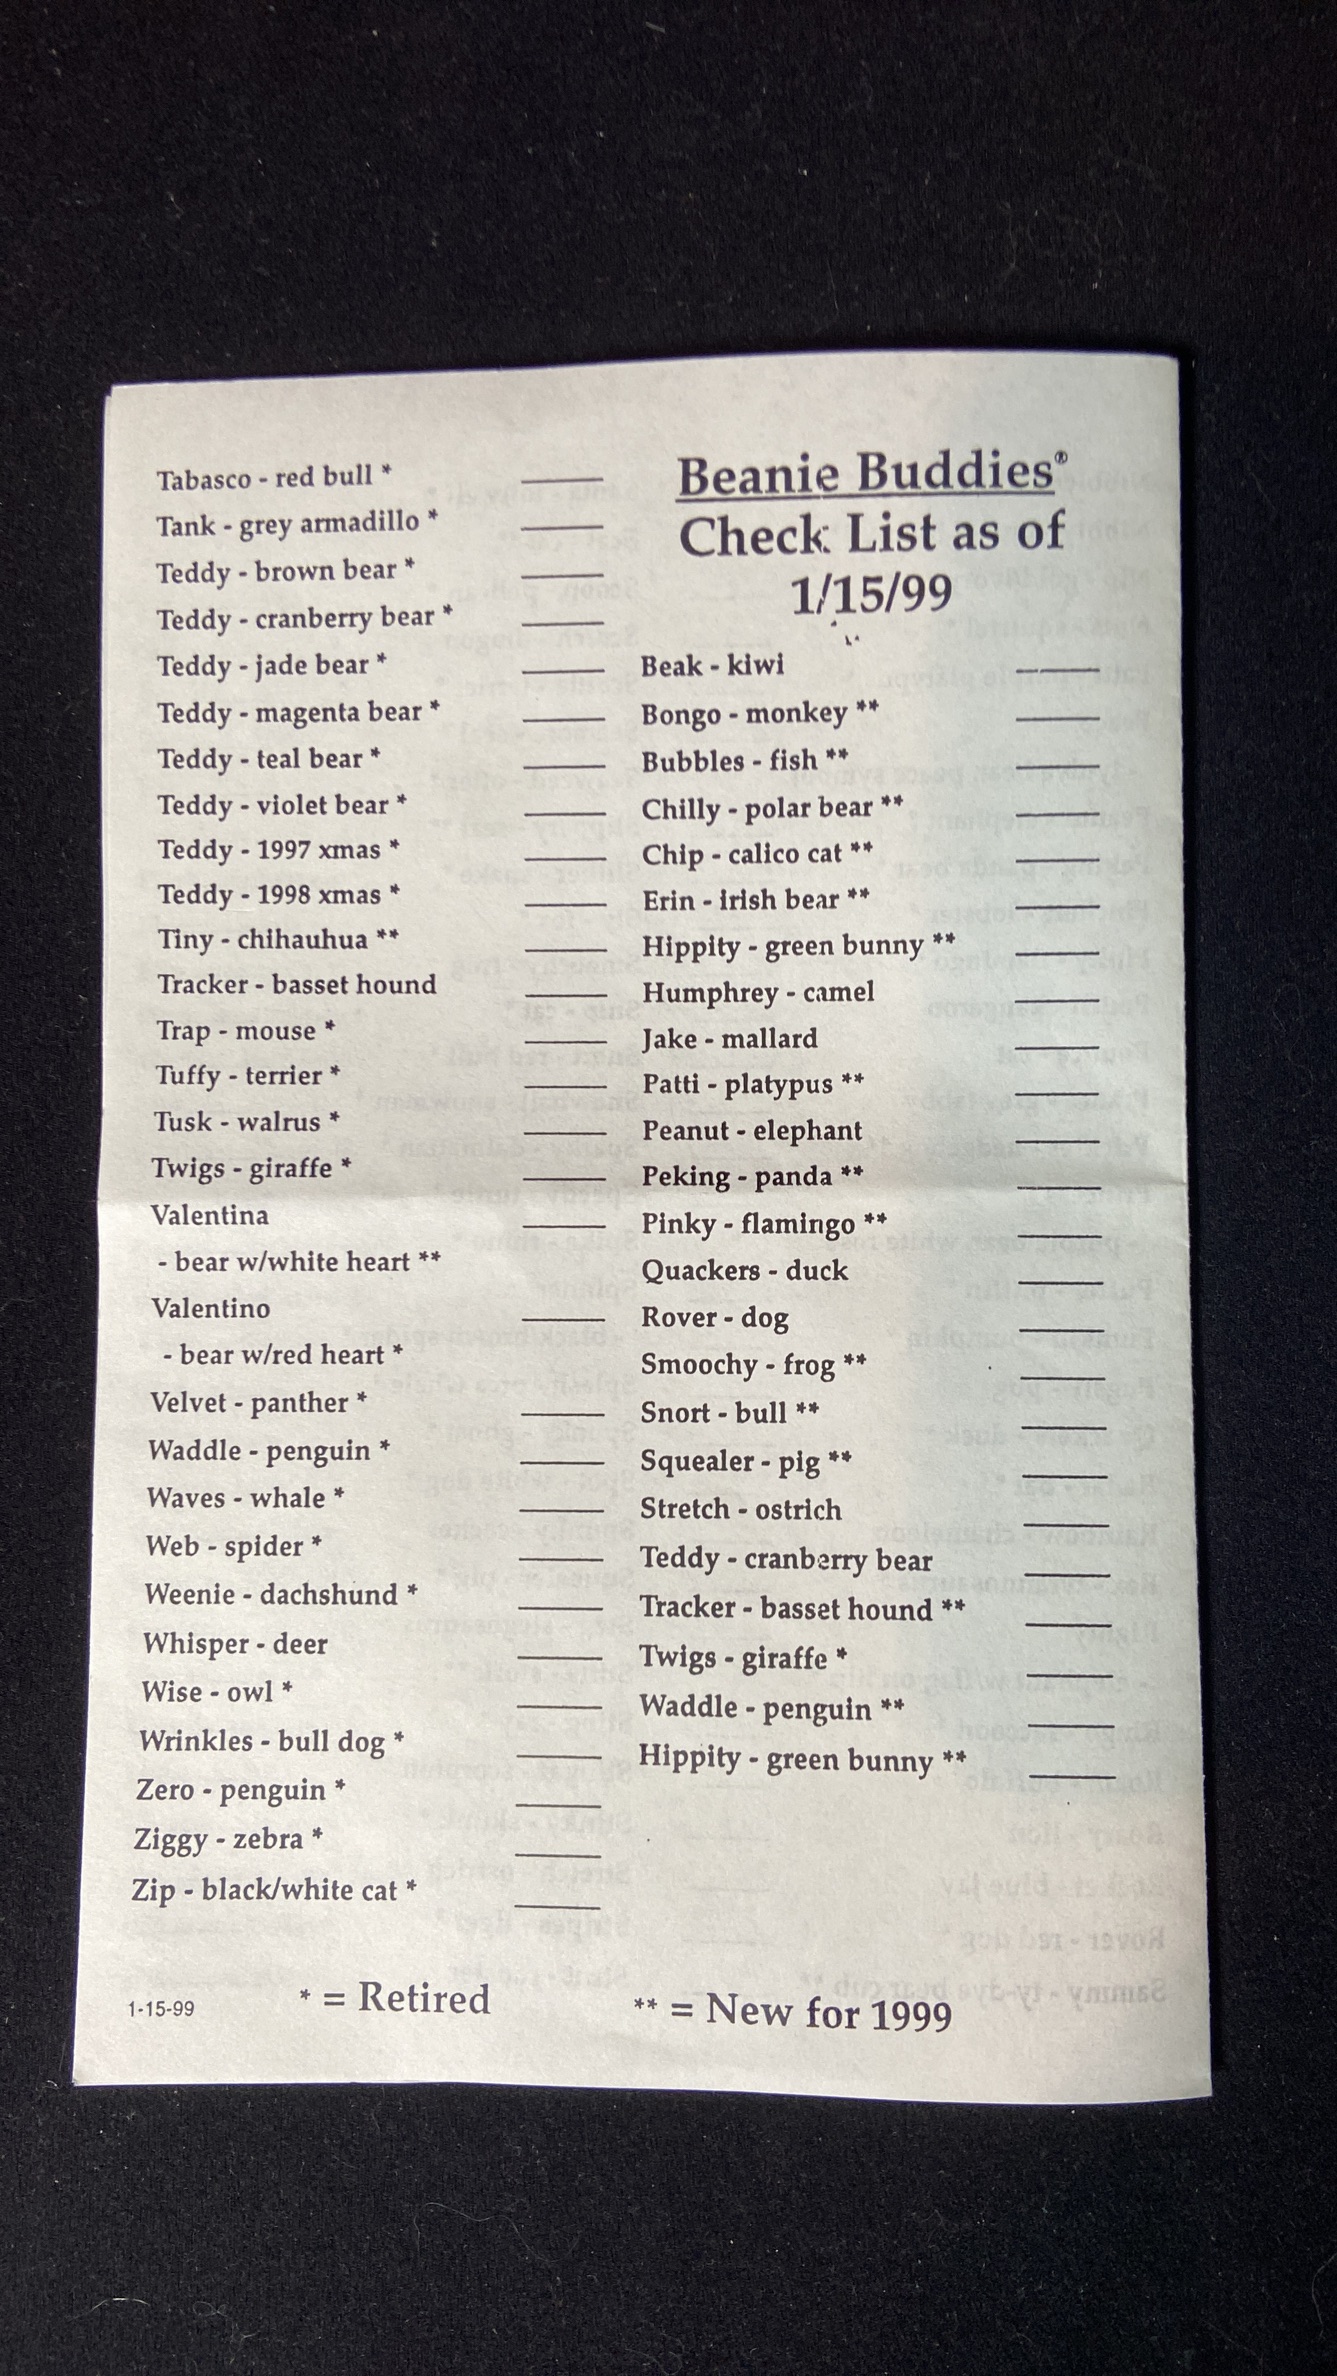 Tabasco - red bull *
Tank - grey armadillo *
Teddy - brown bear *
Teddy - cranberry bear *
Teddy - jade bear *
Teddy - magenta bear *
Teddy - teal bear *
Teddy - violet bear *
Teddy - 1997 xmas *
Teddy - 1998 xmas *
Tiny - chihauhua **
Tracker - basset hound
Trap - mouse *
Tuffy - terrier *
Tusk - walrus *
Twigs - giraffe *
Valentina
- bear w/white heart **
Valentino
- bear w/red heart *
Velvet - panther *
Waddle - penguin *
Waves - whale *
Web - spider *
Weenie - dachshund *
Whisper - deer
Wise - owl *
Wrinkles - bull dog *
Zero - penguin *
Ziggy - zebra *
Zip - black/white cat *
Beanie Buddies®
Check List as of
1/15/99
Beak - kiwi
Bongo - monkey **
Bubbles - fish **
Chilly - polar bear **
Chip - calico cat **
Erin - irish bear **
Hippity - green bunny **
Humphrey - camel
Jake - mallard
Patti - platypus **
Peanut - elephant
Peking - panda **
Pinky - flamingo **
Quackers - duck
Rover - dog
Smoochy - frog **
Snort - bull **
Squealer - pig **
Stretch - ostrich
Teddy - cranberry bear
Tracker - basset hound **
Twigs - giraffe *
Waddle - penguin **
Hippity - green bunny **
1-15-99
* = Retired
** = New for 1999